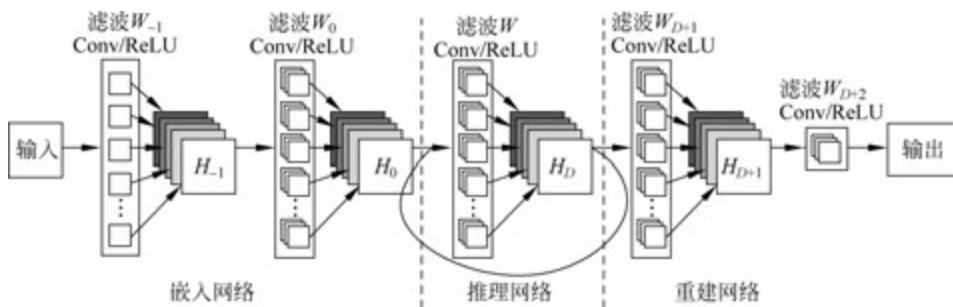 滤波W₋₁
Conv/ReLU
滤波W₀
Conv/ReLU
滤波W
Conv/ReLU
滤波W_{D+1}
Conv/ReLU
滤波W_{D+2}
Conv/ReLU
输入
H₋₁
H₀
H_D
H_{D+1}
输出
嵌入网络
推理网络
重建网络